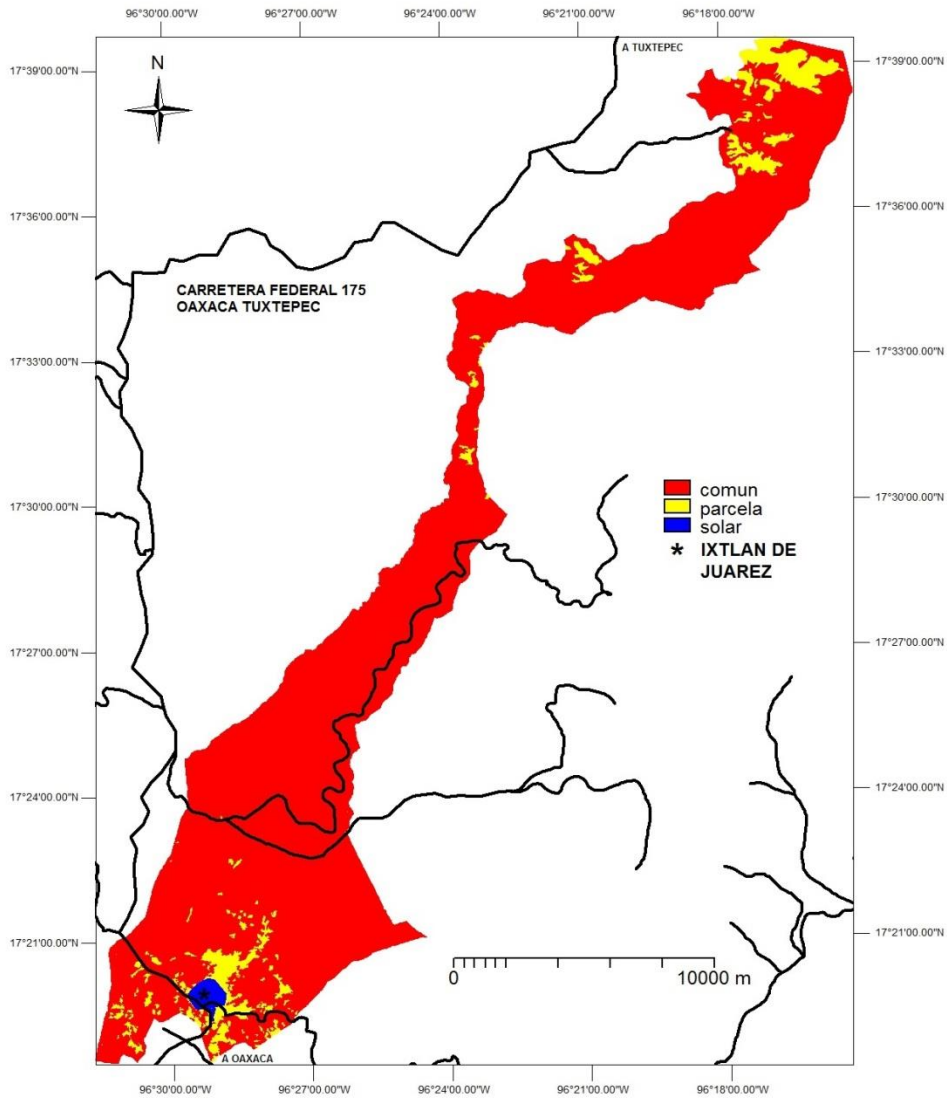 96°30'00.00"W
96°27'00.00"W
96°24'00.00"W
96°21'00.00"W
96°18'00.00"W
A TUXTEPEC
17°39'00.00"N
17°39'00.00"N
N
17°36'00.00"N
17°36'00.00"N
CARRETERA FEDERAL 175
OAXACA TUXTEPEC
17°33'00.00"N
17°33'00.00"N
comun
17°30'00.00"N
17°30'00.00"N
parcela
solar
* IXTLAN DE
JUAREZ
17°27'00.00"N
17°27'00.00"N
17°24'00.00"N
17°24'00.00"N
17°21'00.00"N
17°21'00.00"N
0
10000 m
A OAXACA
96°30'00.00"W
96°27'00.00"W
96°24'00.00"W
96°21'00.00"W
96°18'00.00"W